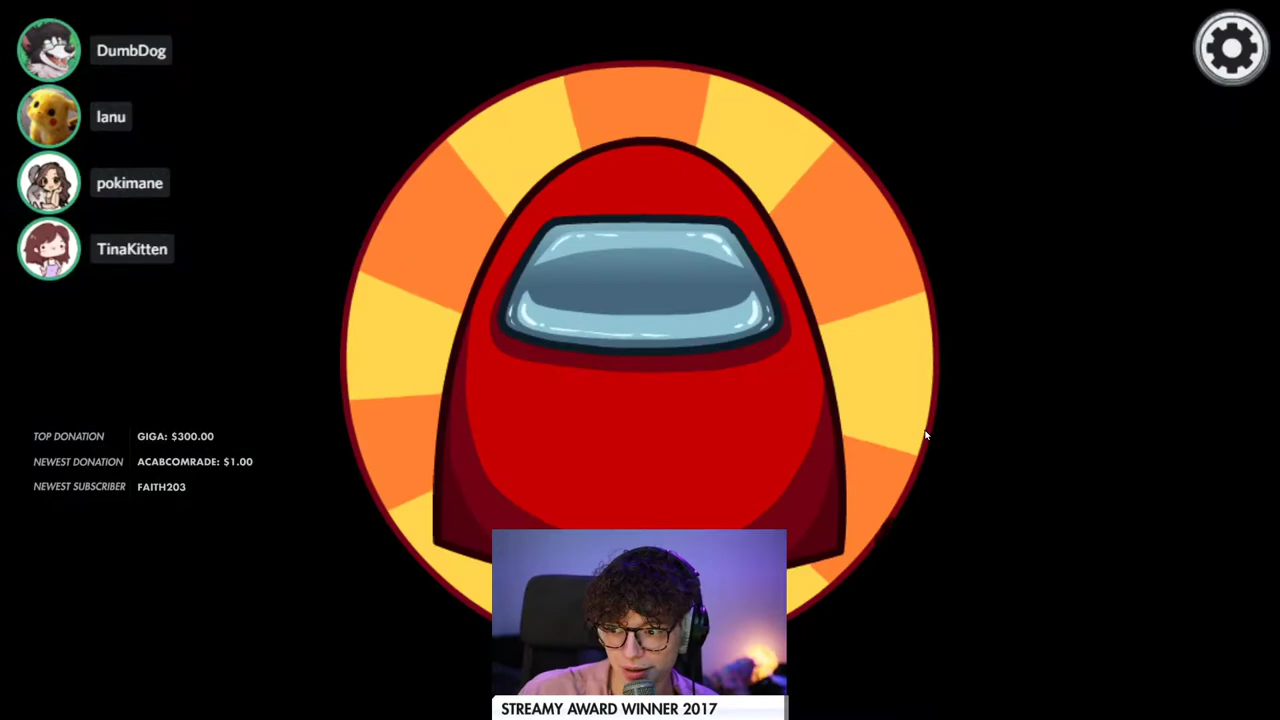 DumbDog
Ianu
pokimane
TinaKitten
TOP DONATION GIGA: $300.00
NEWEST DONATION ACABCOMRADE: $1.00
NEWEST SUBSCRIBER FAITH203
STREAMY AWARD WINNER 2017